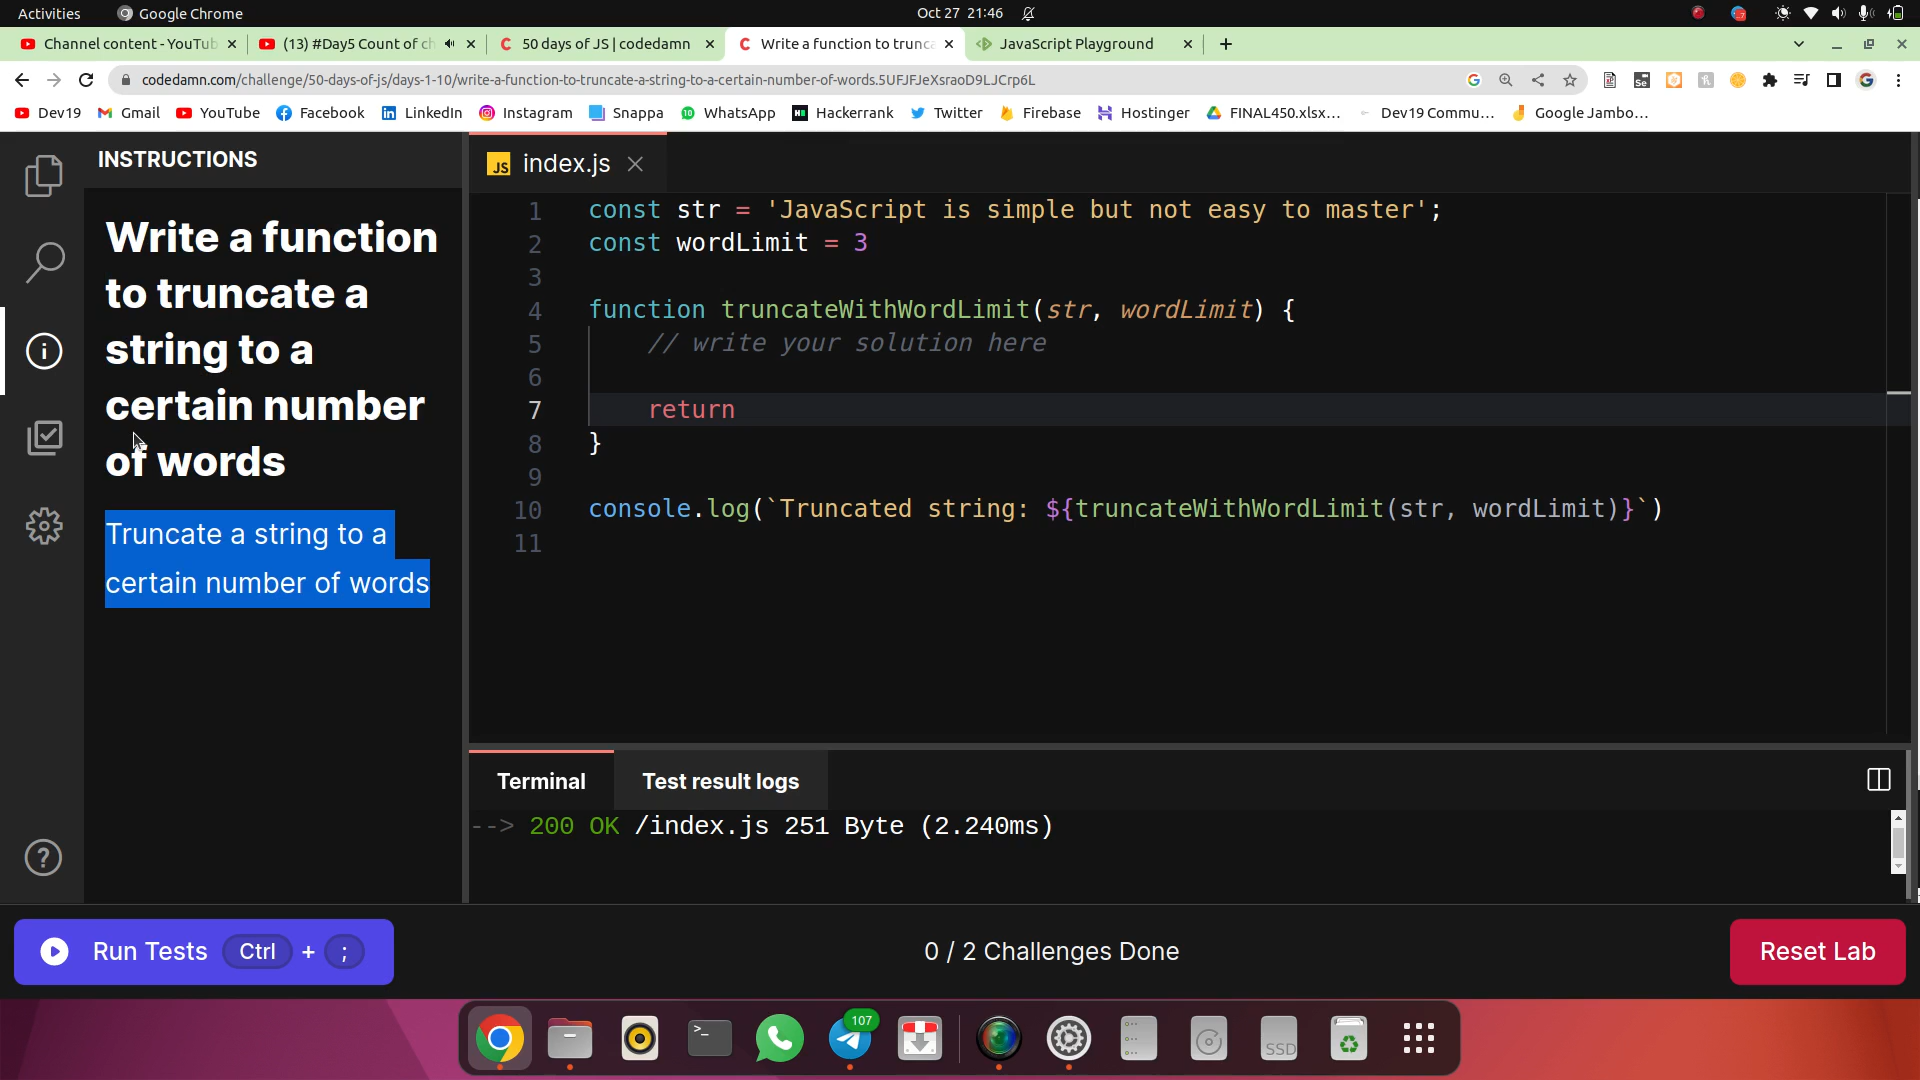 Activities
Google Chrome
Oct 27 21:46
Channel content - YouTub
(13) #Day5 Count of ch
50 days of JS | codedamn
Write a function to trunca
JavaScript Playground
codedamn.com/challenge/50-days-of-js/days-1-10/write-a-function-to-truncate-a-string-to-a-certain-number-of-words.5UFJFJeXsraoD9LJCrp6L
Dev19
Gmail
YouTube
Facebook
LinkedIn
Instagram
Snappa
WhatsApp
Hackerrank
Twitter
Firebase
Hostinger
FINAL450.xlsx...
Dev19 Commu...
Google Jambo...
INSTRUCTIONS
Write a function
to truncate a
string to a
certain number
of words
Truncate a string to a
certain number of words
JS index.js
1 const str = 'JavaScript is simple but not easy to master';
2 const wordLimit = 3
3
4 function truncateWithWordLimit(str, wordLimit) {
5 // write your solution here
6
7 return
8 }
9
10 console.log(`Truncated string: ${truncateWithWordLimit(str, wordLimit)}`)
11
Terminal
Test result logs
--> 200 OK /index.js 251 Byte (2.240ms)
Run Tests Ctrl + ;
0 / 2 Challenges Done
Reset Lab
107
SSD